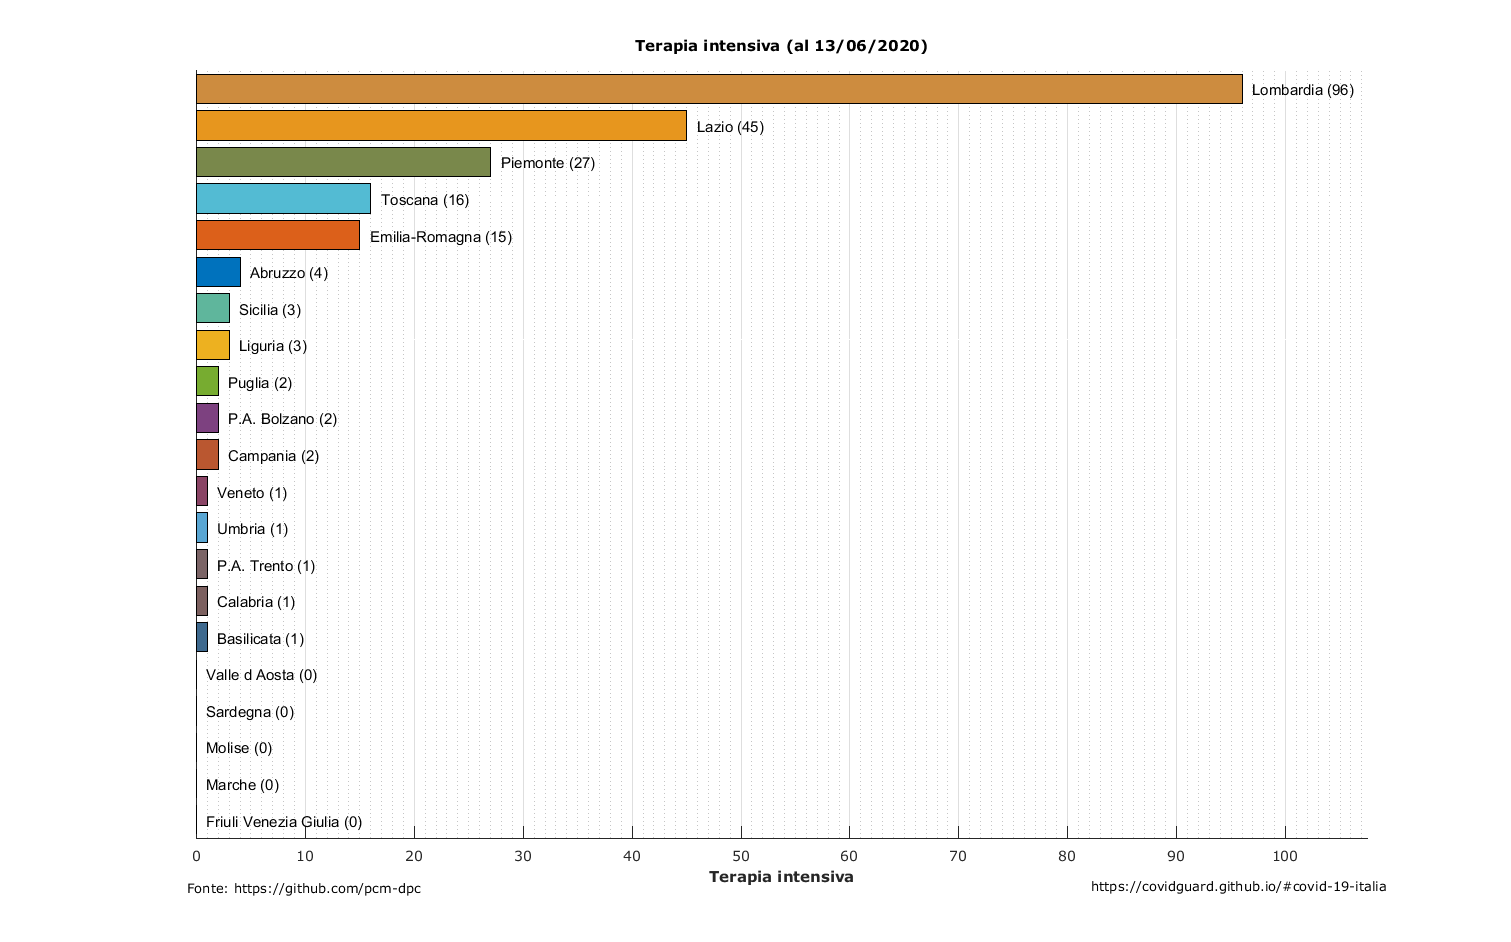 Terapia intensiva (al 13/06/2020)
Lombardia (96)
Lazio (45)
Piemonte (27)
Toscana (16)
Emilia-Romagna (15)
Abruzzo (4)
Sicilia (3)
Liguria (3)
Puglia (2)
P.A. Bolzano (2)
Campania (2)
Veneto (1)
Umbria (1)
P.A. Trento (1)
Calabria (1)
Basilicata (1)
Valle d Aosta (0)
Sardegna (0)
Molise (0)
Marche (0)
Friuli Venezia Giulia (0)
0 10 20 30 40 50 60 70 80 90 100
Terapia intensiva
Fonte: https://github.com/pcm-dpc
https://covidguard.github.io/#covid-19-italia